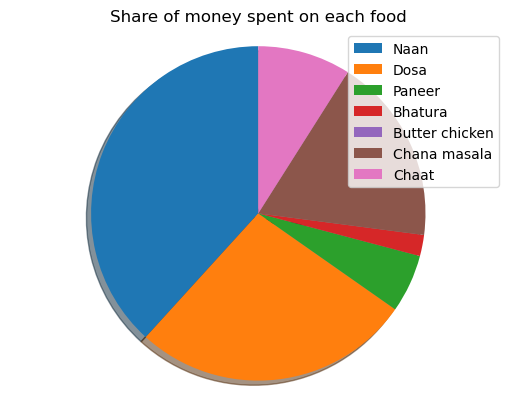 Share of money spent on each food
Naan
Dosa
Paneer
Bhatura
Butter chicken
Chana masala
Chaat